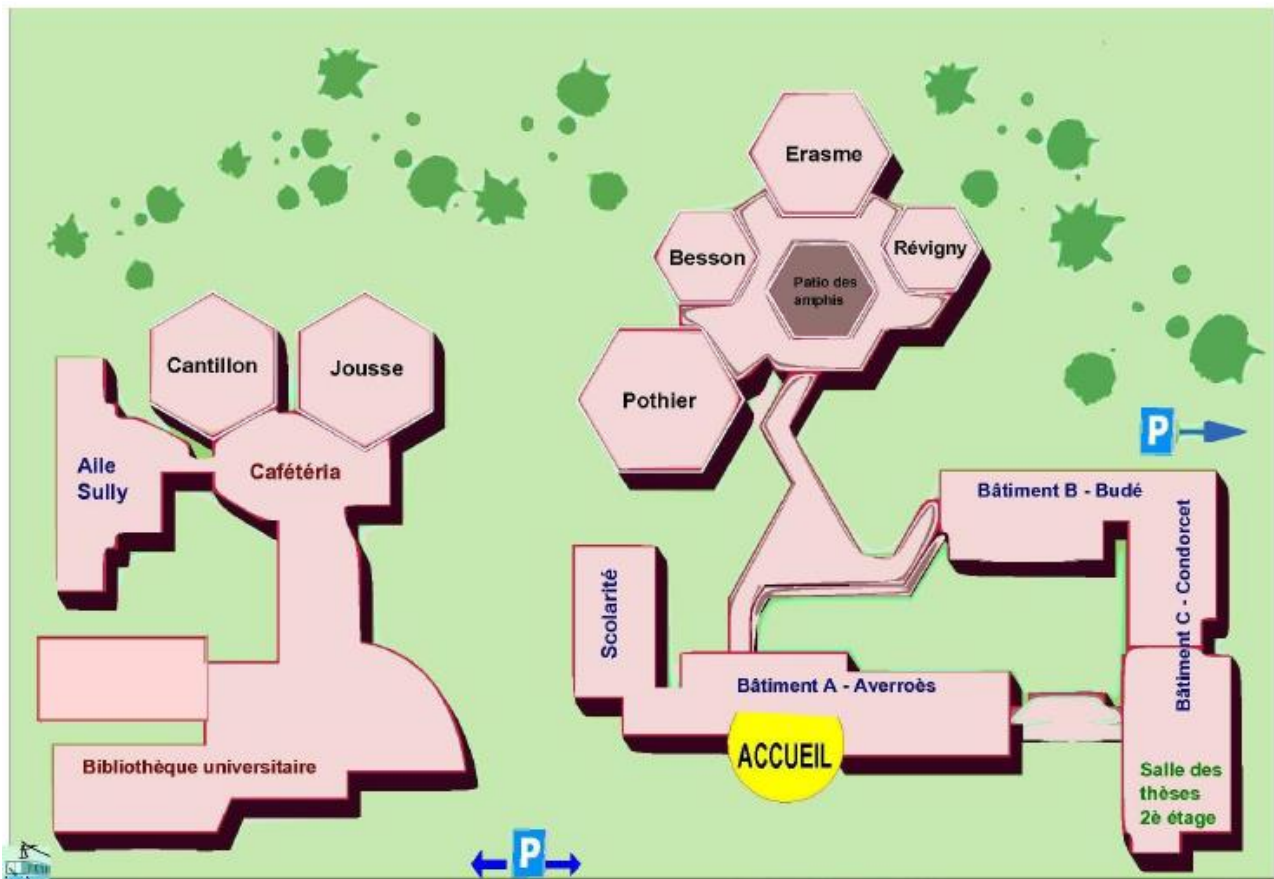 Erasme
Besson
Révigny
Patio des
amphis
Cantillon
Jousse
Pothier
P
Aile
Sully
Cafétéria
Bâtiment B - Budé
Scolarité
Bâtiment C - Condorcet
Bâtiment A - Averroès
ACCUEIL
Bibliothèque universitaire
Salle des
thèses
2è étage
P